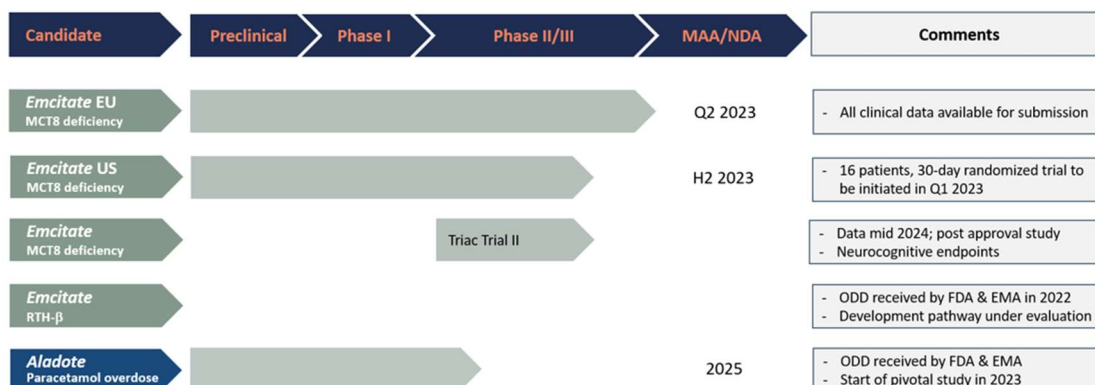 Candidate
Preclinical
Phase I
Phase II/III
MAA/NDA
Comments
Emcitate EU
MCT8 deficiency
Q2 2023
- All clinical data available for submission
Emcitate US
MCT8 deficiency
H2 2023
- 16 patients, 30-day randomized trial to
be initiated in Q1 2023
Emcitate
MCT8 deficiency
Triac Trial II
- Data mid 2024; post approval study
- Neurocognitive endpoints
Emcitate
RTH-β
- ODD received by FDA & EMA in 2022
- Development pathway under evaluation
Aladote
Paracetamol overdose
2025
- ODD received by FDA & EMA
- Start of pivotal study in 2023